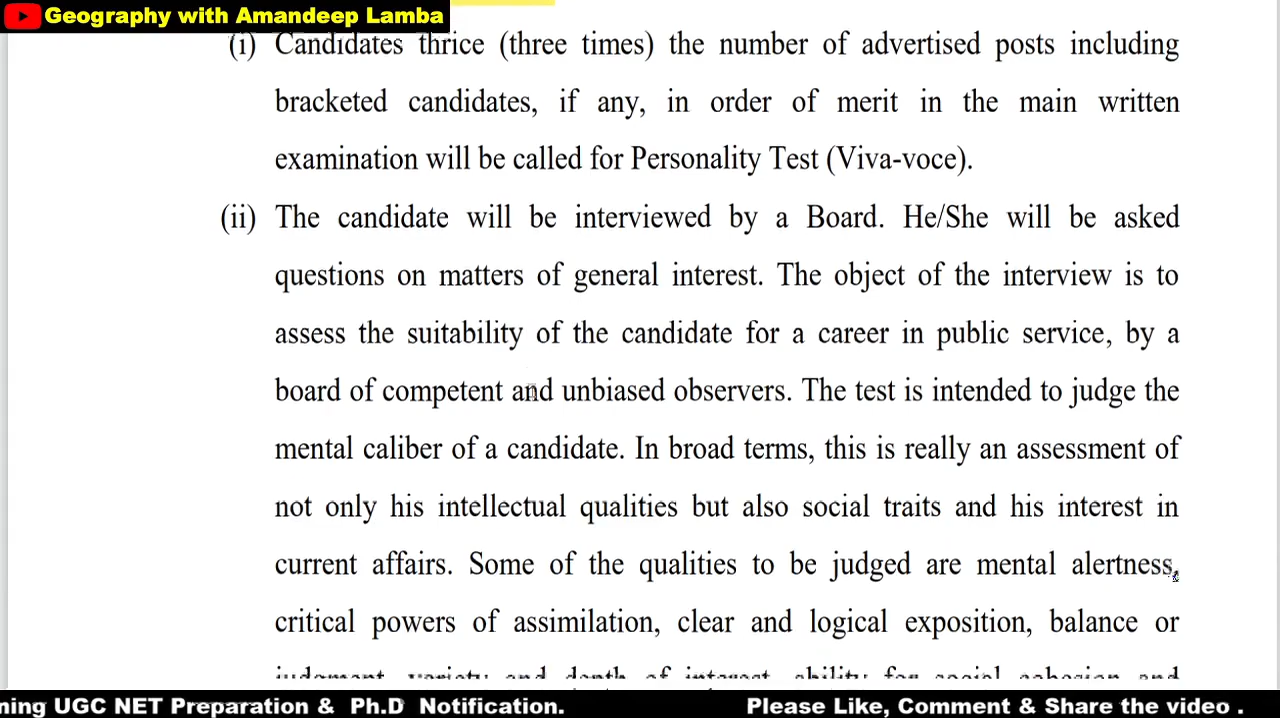 Geography with Amandeep Lamba
(i) Candidates thrice (three times) the number of advertised posts including
bracketed candidates, if any, in order of merit in the main written
examination will be called for Personality Test (Viva-voce).
(ii) The candidate will be interviewed by a Board. He/She will be asked
questions on matters of general interest. The object of the interview is to
assess the suitability of the candidate for a career in public service, by a
board of competent and unbiased observers. The test is intended to judge the
mental caliber of a candidate. In broad terms, this is really an assessment of
not only his intellectual qualities but also social traits and his interest in
current affairs. Some of the qualities to be judged are mental alertness,
critical powers of assimilation, clear and logical exposition, balance or
ning UGC NET Preparation & Ph.D Notification. Please Like, Comment & Share the video .